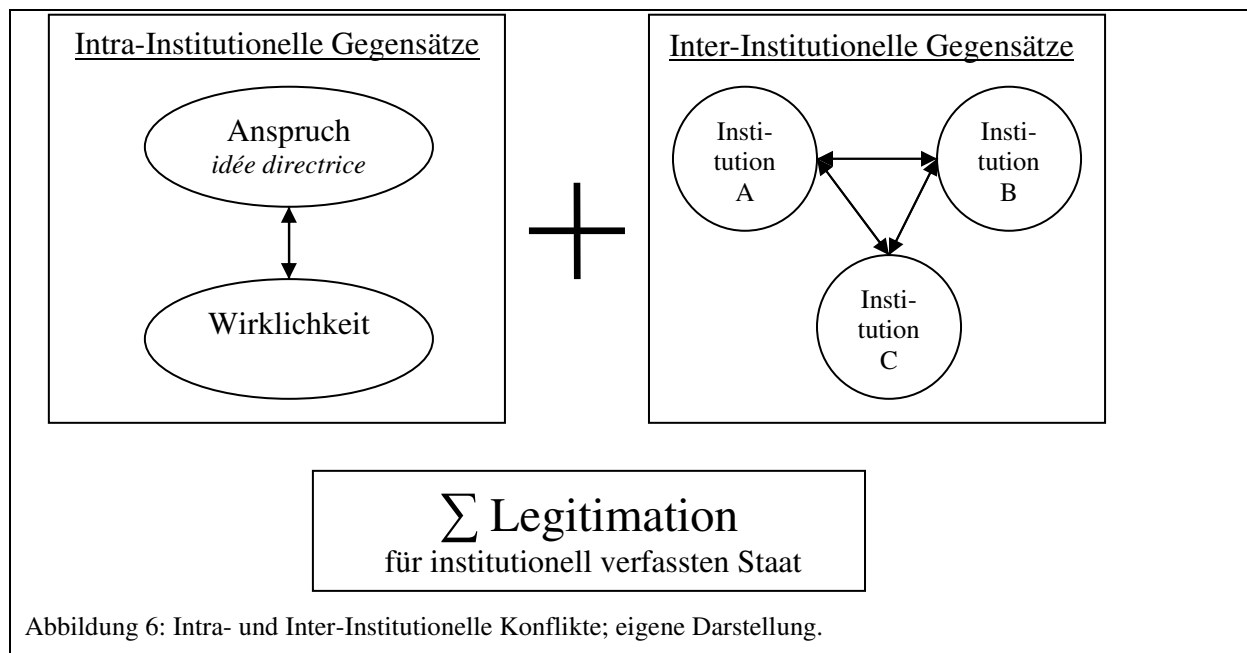 Intra-Institutionelle Gegensätze
Anspruch
idée directrice
Wirklichkeit
Inter-Institutionelle Gegensätze
Insti-
tution
A
Insti-
tution
B
Insti-
tution
C
∑ Legitimation
für institutionell verfassten Staat
Abbildung 6: Intra- und Inter-Institutionelle Konflikte; eigene Darstellung.